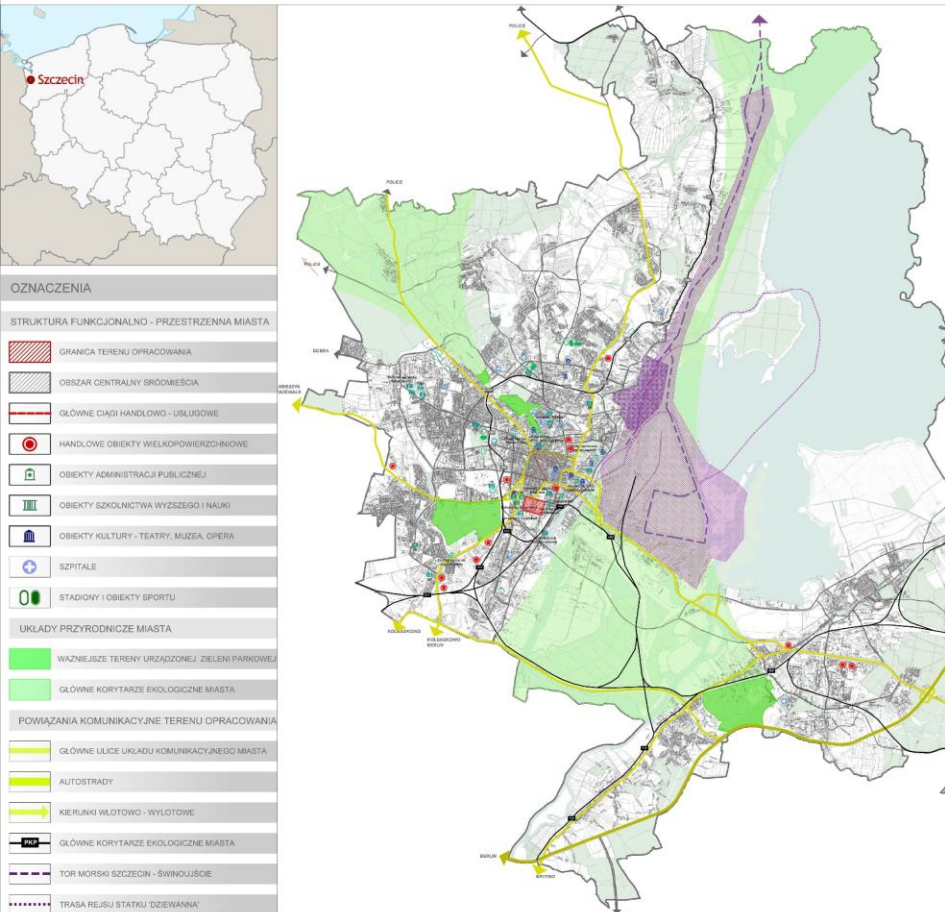 Szczecin
OZNACZENIA
STRUKTURA FUNKCJONALNO - PRZESTRZENNA MIASTA
GRANICA TERENU OPRACOWANIA
OBSZAR CENTRALNY ŚRÓDMIEŚCIA
GŁÓWNE CIĄGI HANDLOWO - USŁUGOWE
HANDLOWE OBIEKTY WIELKOPOWIERZCHNIOWE
OBIEKTY ADMINISTRACJI PUBLICZNEJ
OBIEKTY SZKOLNICTWA WYŻSZEGO I NAUKI
OBIEKTY KULTURY - TEATRY, MUZEA, OPERA
SZPITALE
STADIONY I OBIEKTY SPORTU
UKŁADY PRZYRODNICZE MIASTA
WAŻNIEJSZE TERENY URZĄDZONEJ ZIELENI PARKOWEJ
GŁÓWNE KORYTARZE EKOLOGICZNE MIASTA
POWIĄZANIA KOMUNIKACYJNE TERENU OPRACOWANIA
GŁÓWNE ULICE UKŁADU KOMUNIKACYJNEGO MIASTA
AUTOSTRADY
KIERUNKI WLOTOWO - WYLOTOWE
PKP
GŁÓWNE KORYTARZE EKOLOGICZNE MIASTA
TOR MORSKI SZCZECIN - ŚWINOUJŚCIE
TRASA REJSU STATKU 'DZIEWANNA'
POLICE
POLICE
POLICE
DOBRA
KOŁBASKOWO
BERLIN
BERLIN
GRYFINO